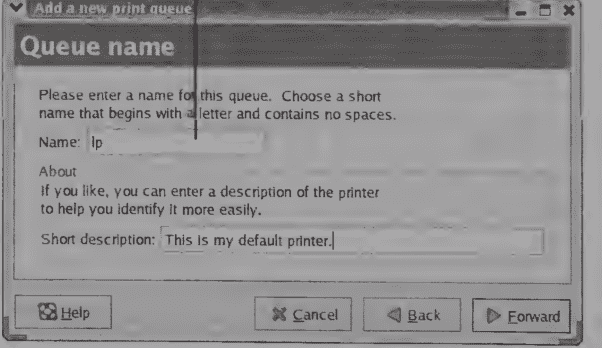 Add a new print queue
Queue name
Please enter a name for this queue. Choose a short
name that begins with a letter and contains no spaces.
Name: lp
About
If you like, you can enter a description of the printer
to help you identify it more easily.
Short description: This is my default printer.
Help
Cancel
Back
Forward